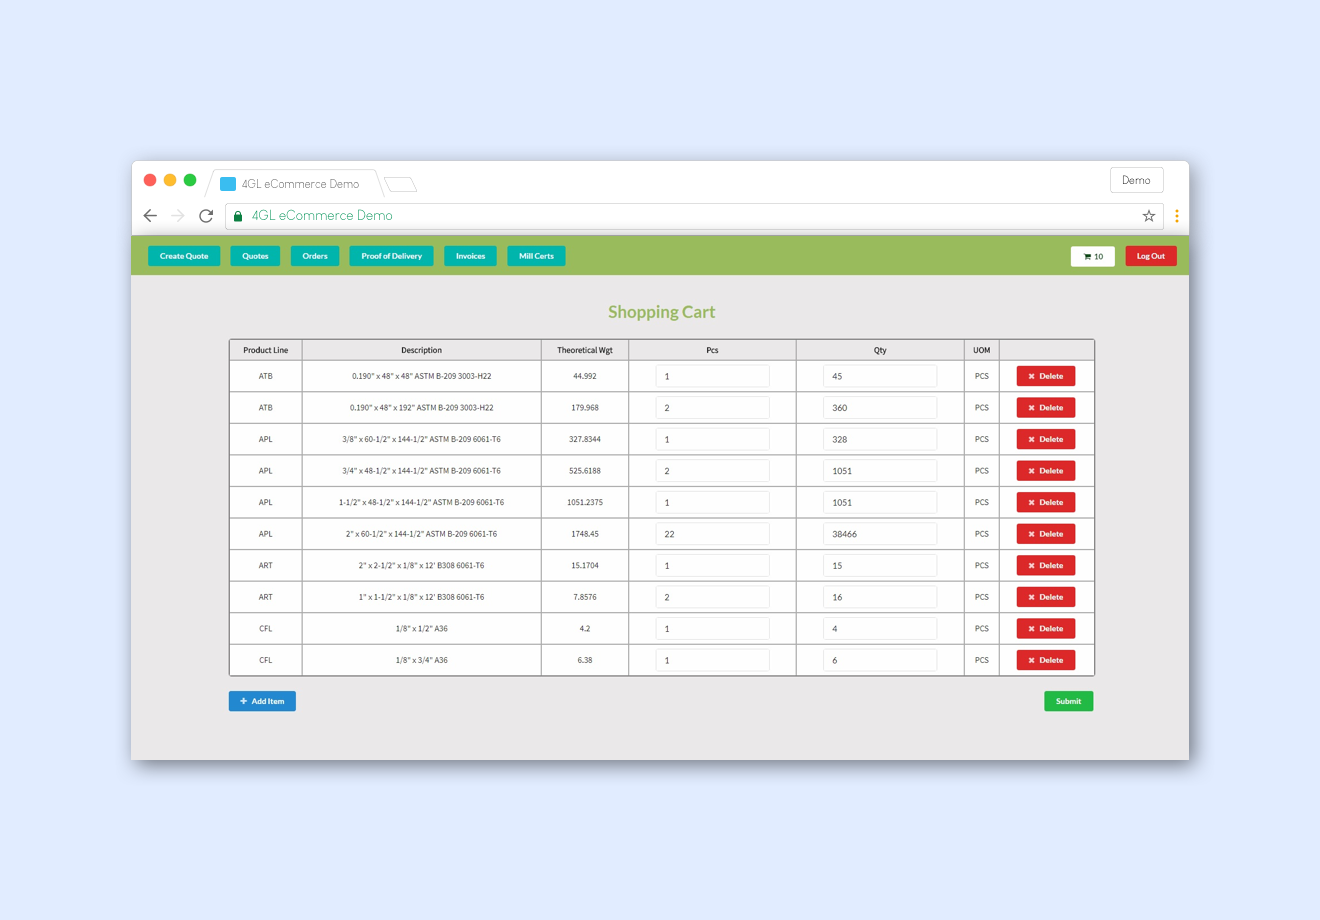 4GL eCommerce Demo
Demo
4GL eCommerce Demo
Create Quote Quotes Orders Proof of Delivery Invoices Mill Certs 10 Log Out
Shopping Cart
Product Line Description Theoretical Wgt Pcs Qty UOM
ATB 0.190" x 48" x 48" ASTM B-209 3003-H22 44.992 1 45 PCS Delete
ATB 0.190" x 48" x 192" ASTM B-209 3003-H22 179.968 2 360 PCS Delete
APL 3/8" x 60-1/2" x 144-1/2" ASTM B-209 6061-T6 327.8344 1 328 PCS Delete
APL 3/4" x 48-1/2" x 144-1/2" ASTM B-209 6061-T6 525.6188 2 1051 PCS Delete
APL 1-1/2" x 48-1/2" x 144-1/2" ASTM B-209 6061-T6 1051.2375 1 1051 PCS Delete
APL 2" x 60-1/2" x 144-1/2" ASTM B-209 6061-T6 1748.45 22 38466 PCS Delete
ART 2" x 2-1/2" x 1/8" x 12' B308 6061-T6 15.1704 1 15 PCS Delete
ART 1" x 1-1/2" x 1/8" x 12' B308 6061-T6 7.8576 2 16 PCS Delete
CFL 1/8" x 1/2" A36 4.2 1 4 PCS Delete
CFL 1/8" x 3/4" A36 6.38 1 6 PCS Delete
Add Item Submit